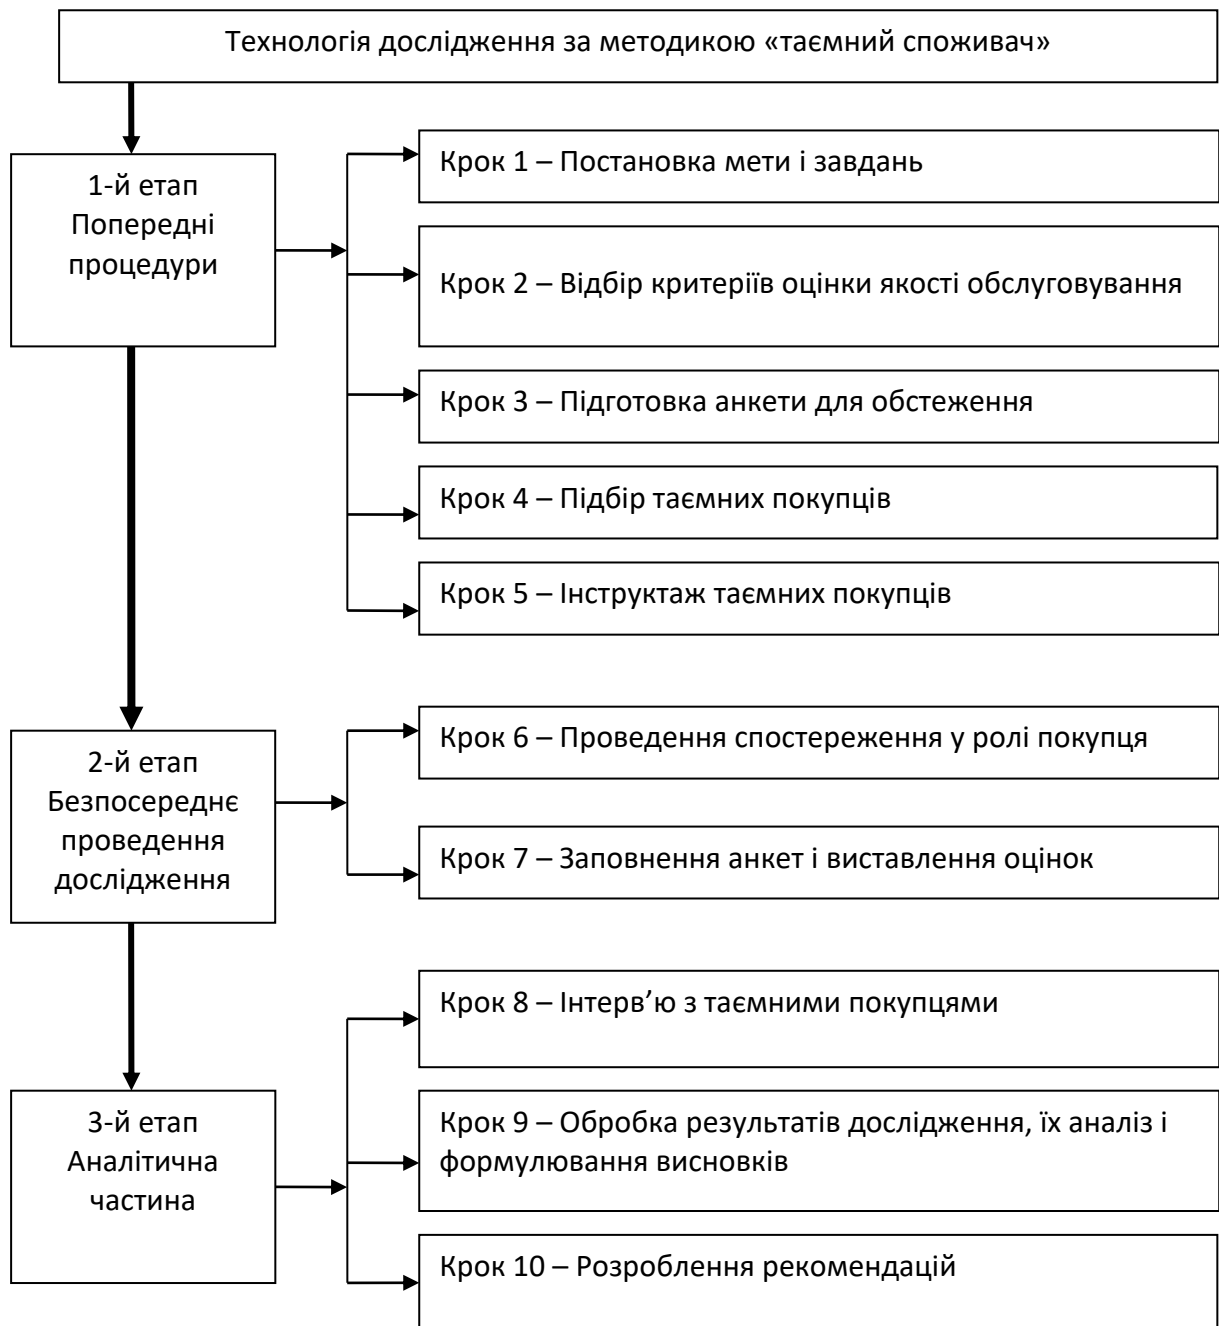 Технологія дослідження за методикою «таємний споживач»
1-й етап
Попередні
процедури
Крок 1 – Постановка мети і завдань
Крок 2 – Відбір критеріїв оцінки якості обслуговування
Крок 3 – Підготовка анкети для обстеження
Крок 4 – Підбір таємних покупців
Крок 5 – Інструктаж таємних покупців
2-й етап
Безпосереднє
проведення
дослідження
Крок 6 – Проведення спостереження у ролі покупця
Крок 7 – Заповнення анкет і виставлення оцінок
3-й етап
Аналітична
частина
Крок 8 – Інтерв’ю з таємними покупцями
Крок 9 – Обробка результатів дослідження, їх аналіз і
формулювання висновків
Крок 10 – Розроблення рекомендацій